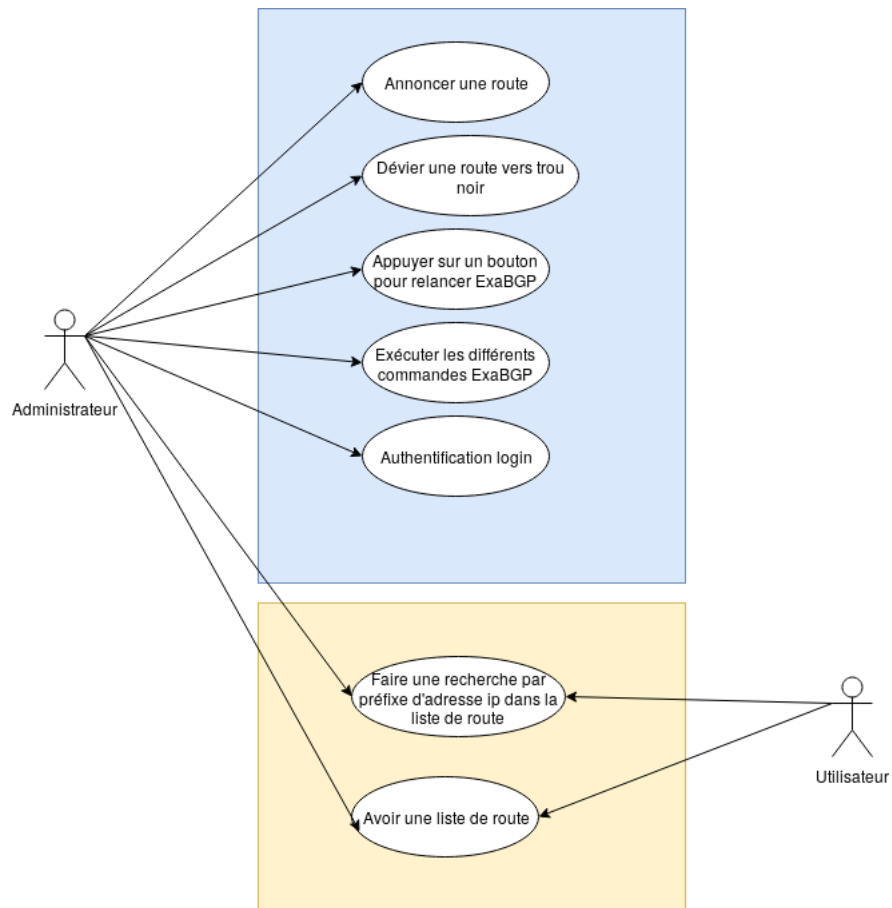 Annoncer une route
Dévier une route vers trou
noir
Appuyer sur un bouton
pour relancer ExaBGP
Exécuter les différents
commandes ExaBGP
Administrateur
Authentification login
Faire une recherche par
préfixe d'adresse ip dans la
liste de route
Utilisateur
Avoir une liste de route